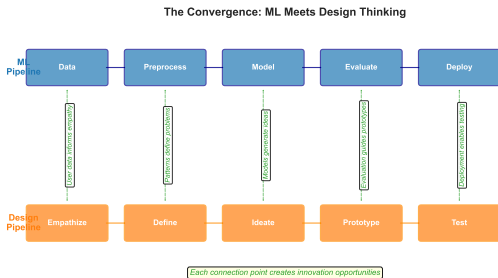 The Convergence: ML Meets Design Thinking
ML
Pipeline
Data
Preprocess
Model
Evaluate
Deploy
User data informs empathy
Patterns define problems
Models generate ideas
Evaluation guides prototypes
Deployment enables testing
Design
Pipeline
Empathize
Define
Ideate
Prototype
Test
Each connection point creates innovation opportunities